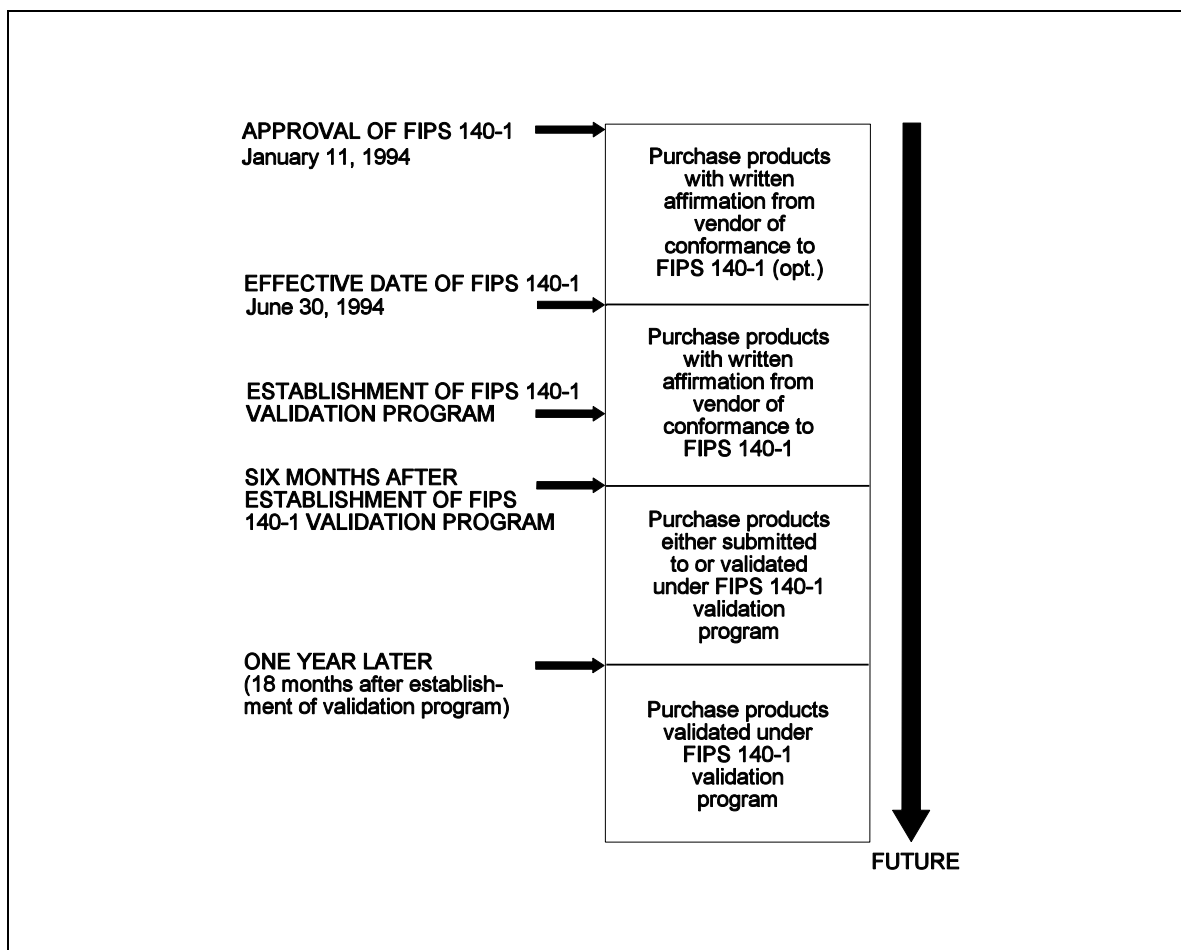 APPROVAL OF FIPS 140-1
January 11, 1994
Purchase products
with written
affirmation from
vendor of
conformance to
FIPS 140-1 (opt.)
EFFECTIVE DATE OF FIPS 140-1
June 30, 1994
Purchase products
with written
affirmation from
vendor of
conformance to
FIPS 140-1
ESTABLISHMENT OF FIPS 140-1
VALIDATION PROGRAM
SIX MONTHS AFTER
ESTABLISHMENT OF FIPS
140-1 VALIDATION PROGRAM
Purchase products
either submitted
to or validated
under FIPS 140-1
validation
program
ONE YEAR LATER
(18 months after establish-
ment of validation program)
Purchase products
validated under
FIPS 140-1
validation
program
FUTURE